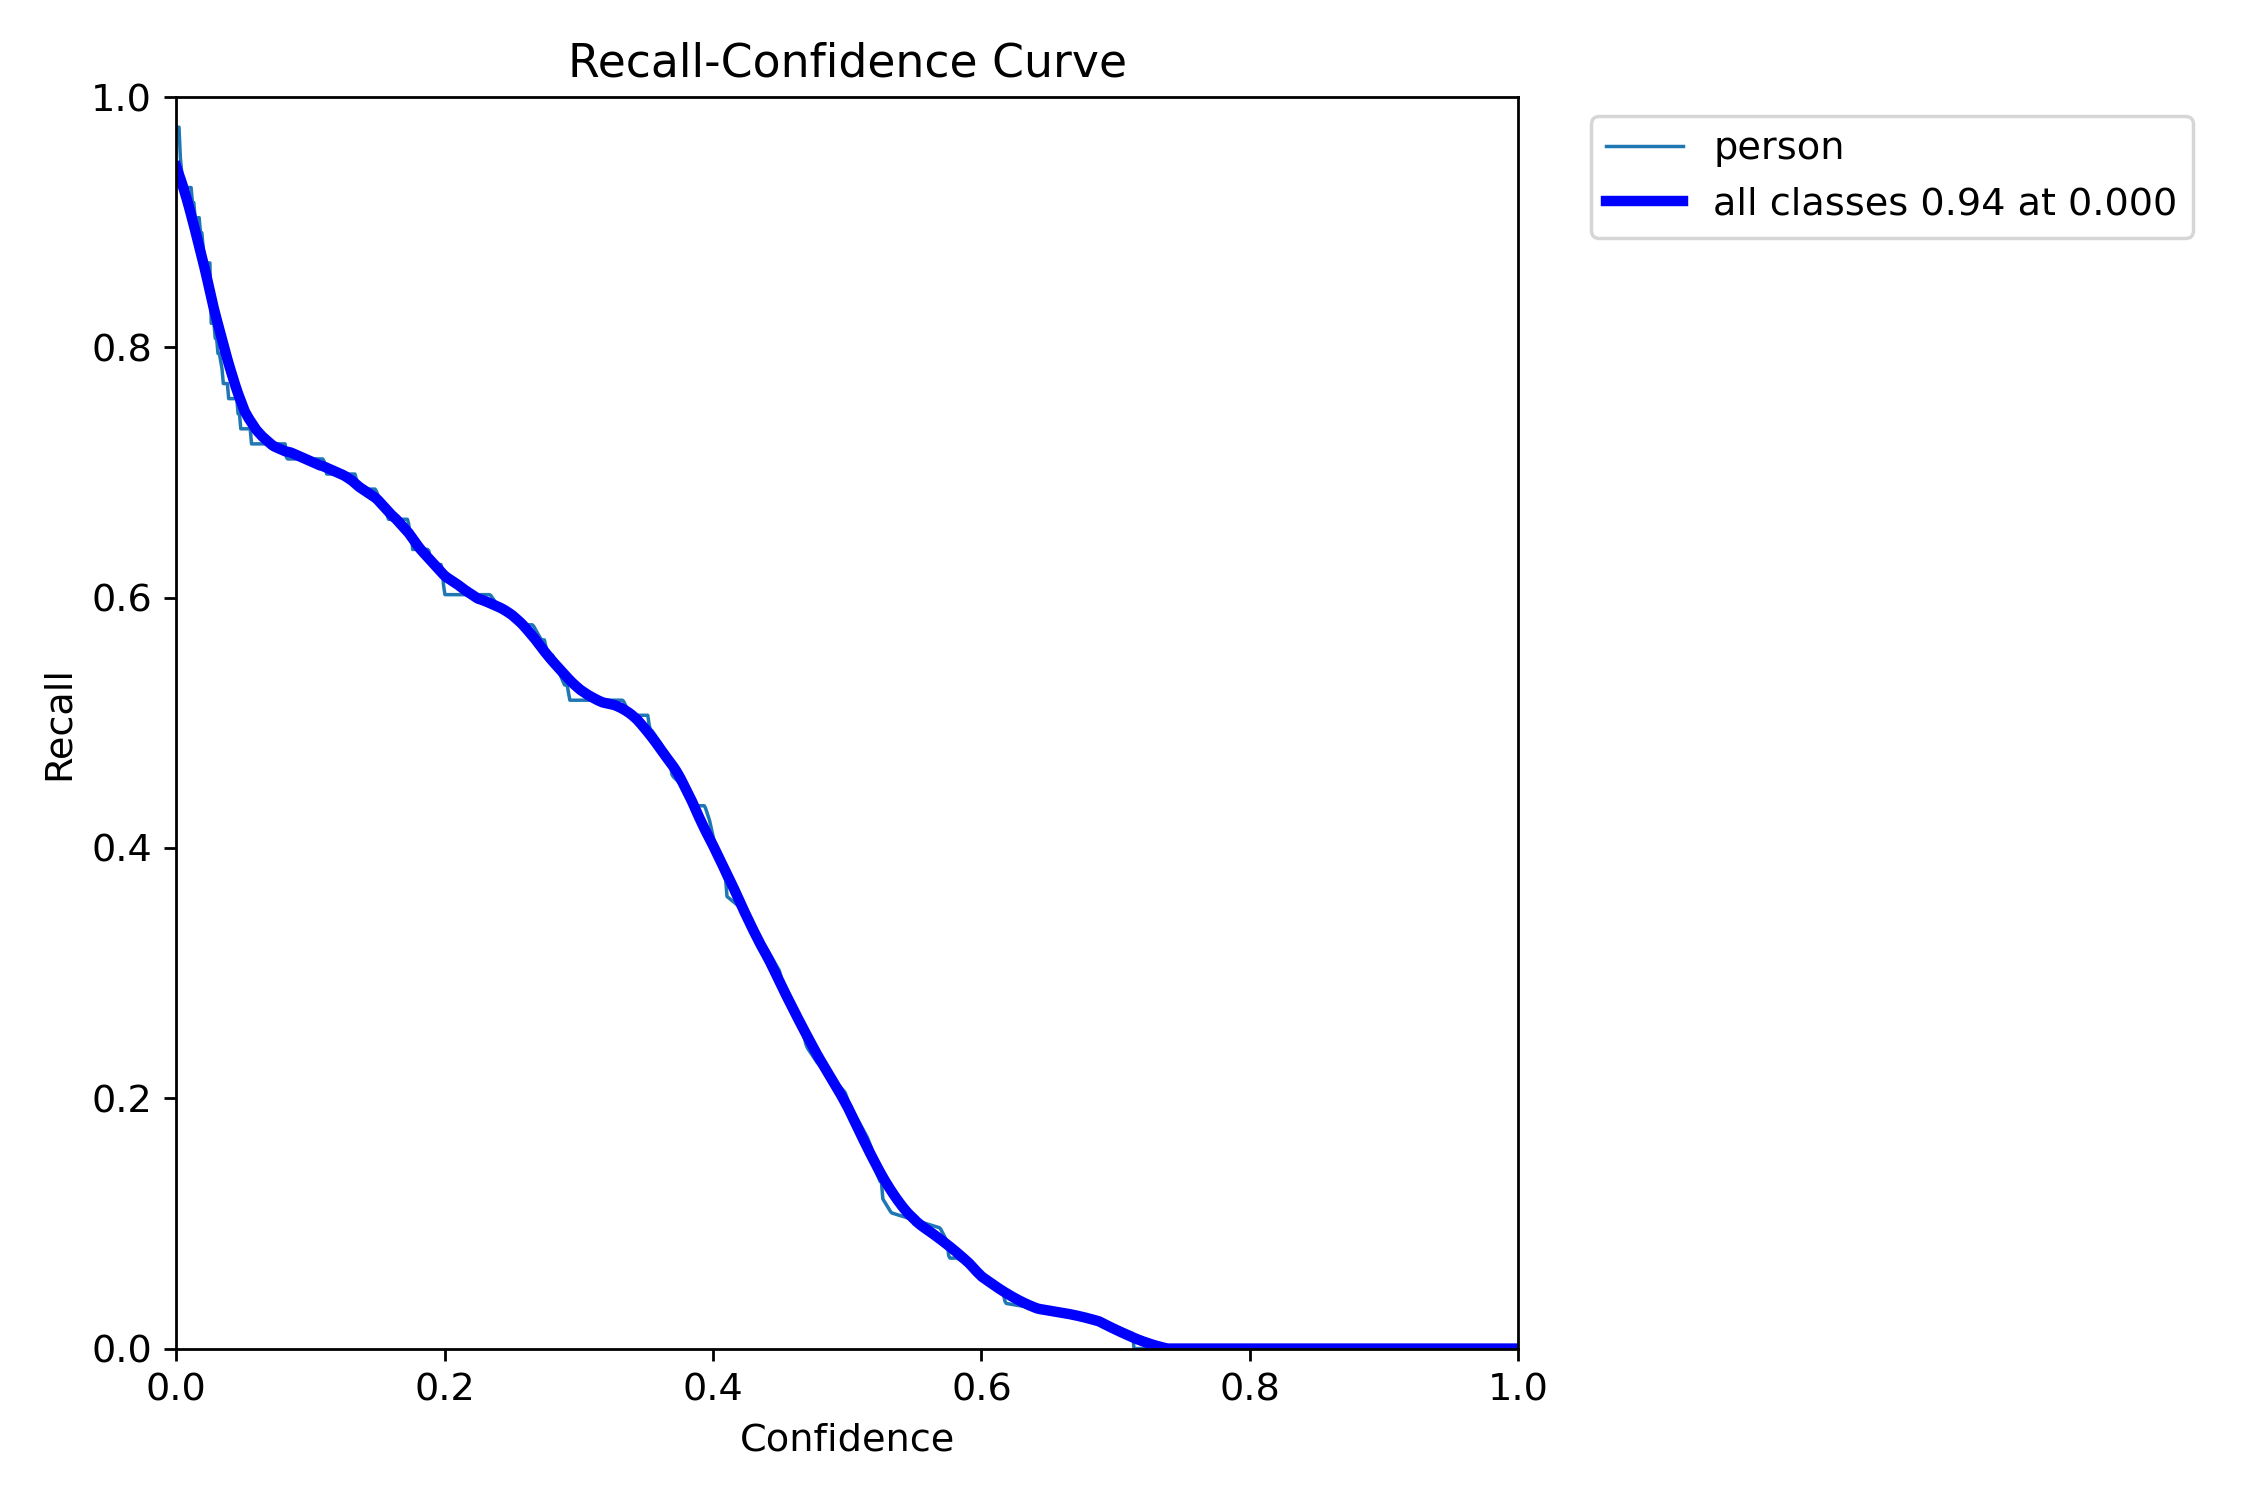 Recall-Confidence Curve
1.0
0.8
0.6
0.4
0.2
0.0
Recall
0.0 0.2 0.4 0.6 0.8 1.0
Confidence
person
all classes 0.94 at 0.000